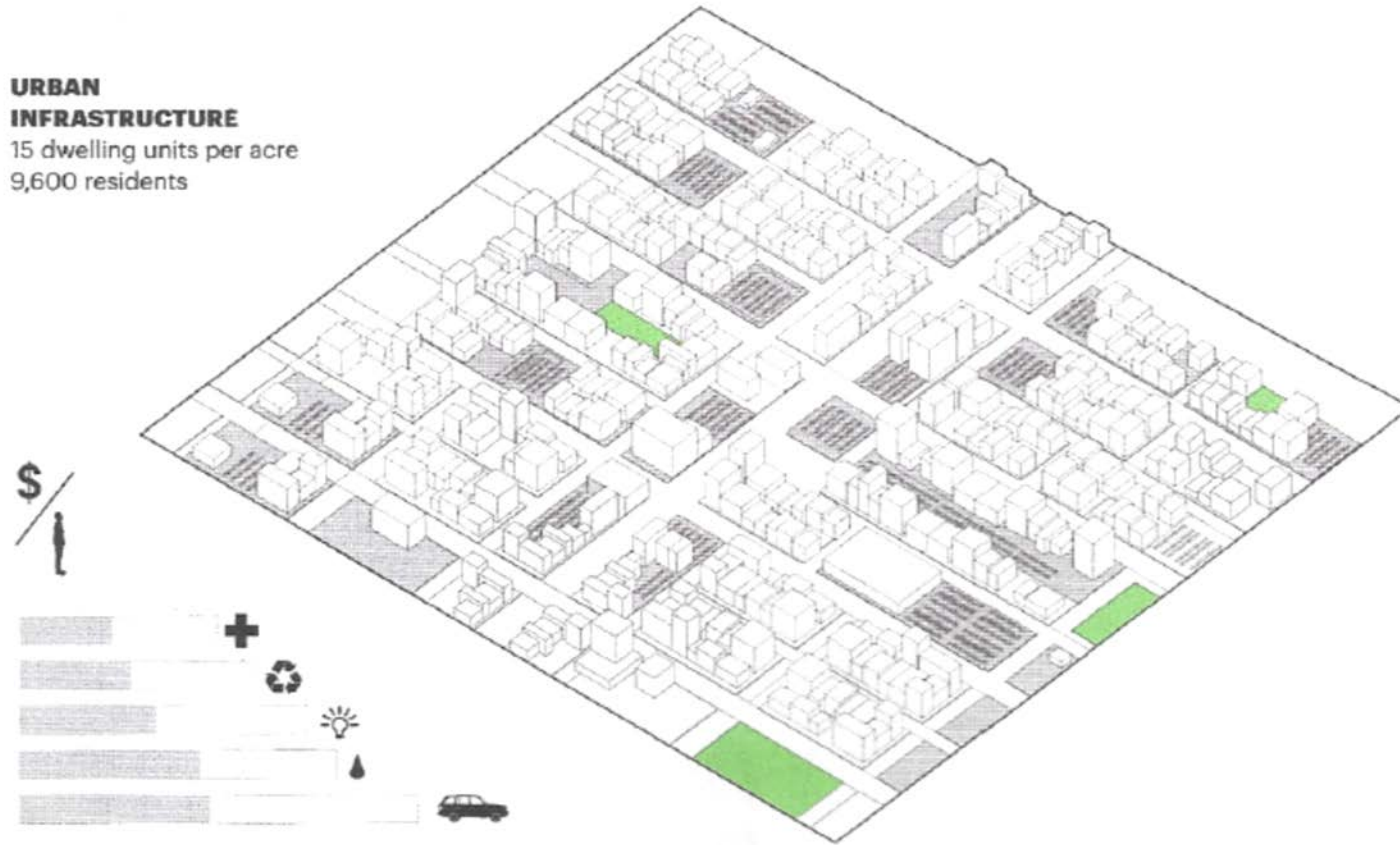 URBAN
INFRASTRUCTURE
15 dwelling units per acre
9,600 residents
$